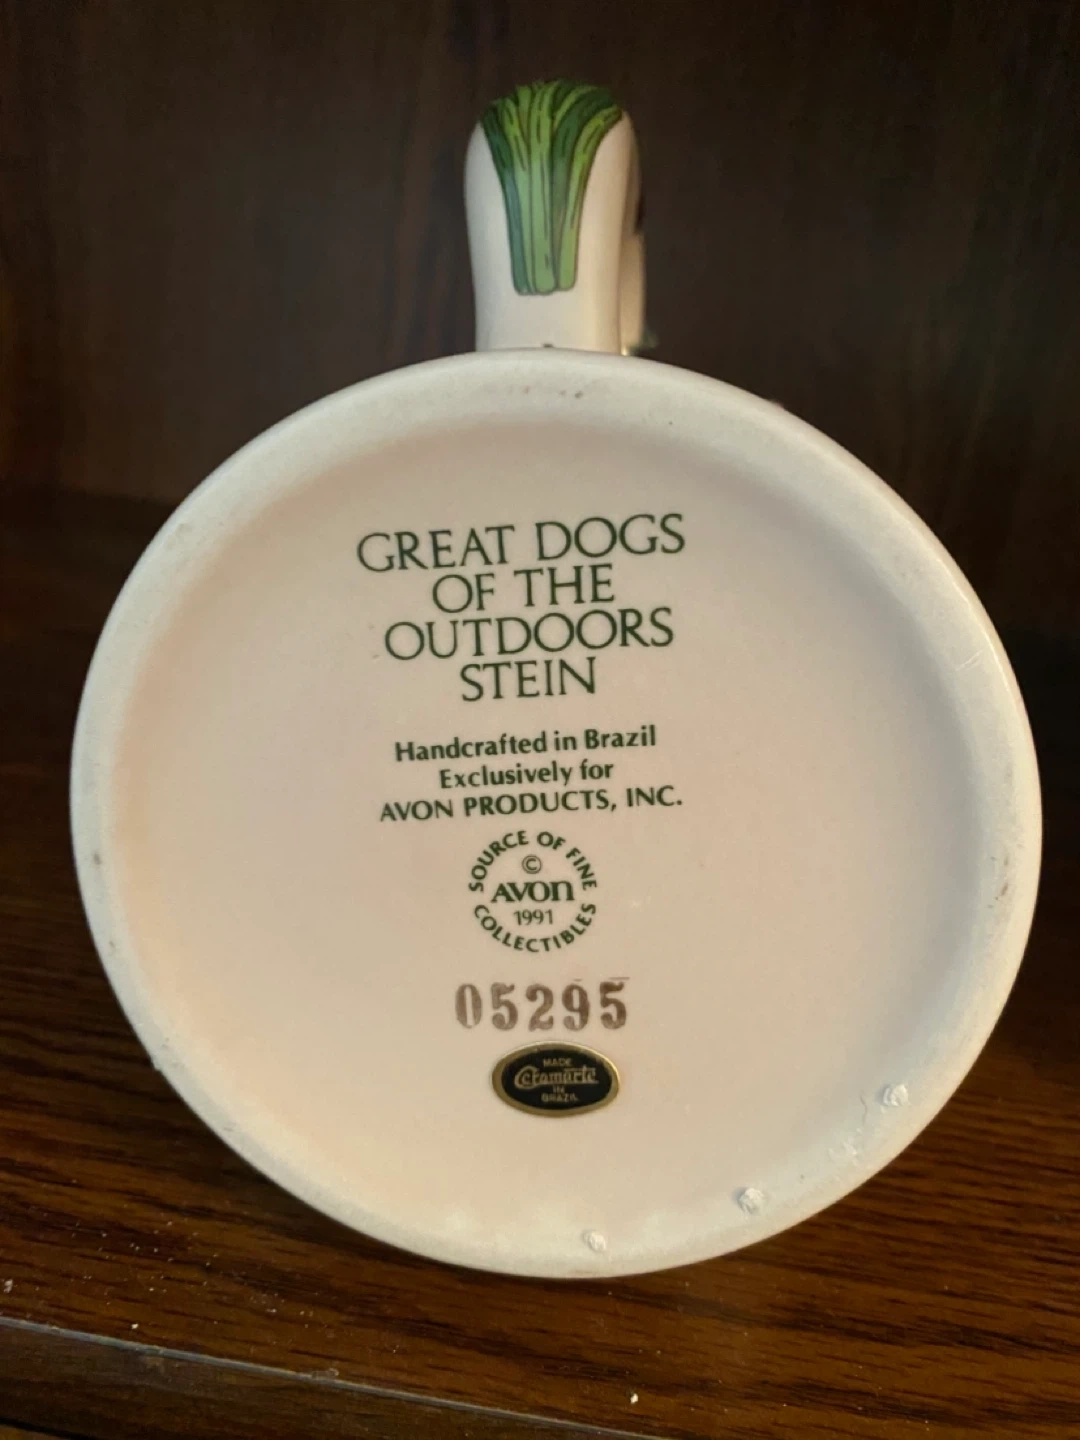 GREAT DOGS
OF THE
OUTDOORS
STEIN
Handcrafted in Brazil
Exclusively for
AVON PRODUCTS, INC.
SOURCE OF FINE
©
AVON
1991
COLLECTIBLES
05295
MADE
Ceramarte
IN
BRAZIL